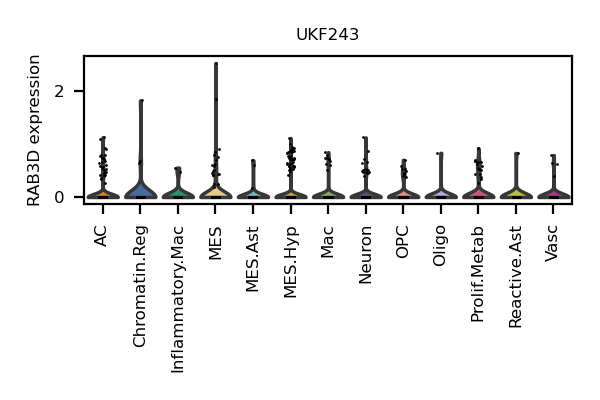 UKF243
RAB3D expression
2
0
AC
Chromatin.Reg
Inflammatory.Mac
MES
MES.Ast
MES.Hyp
Mac
Neuron
OPC
Oligo
Prolif.Metab
Reactive.Ast
Vasc